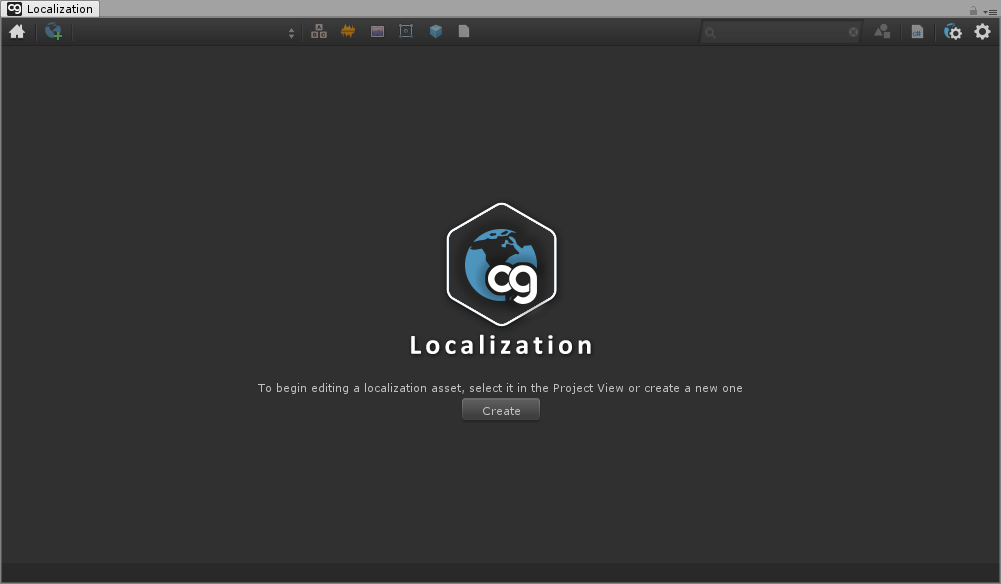 cg Localization
C#
cg
Localization
To begin editing a localization asset, select it in the Project View or create a new one
Create